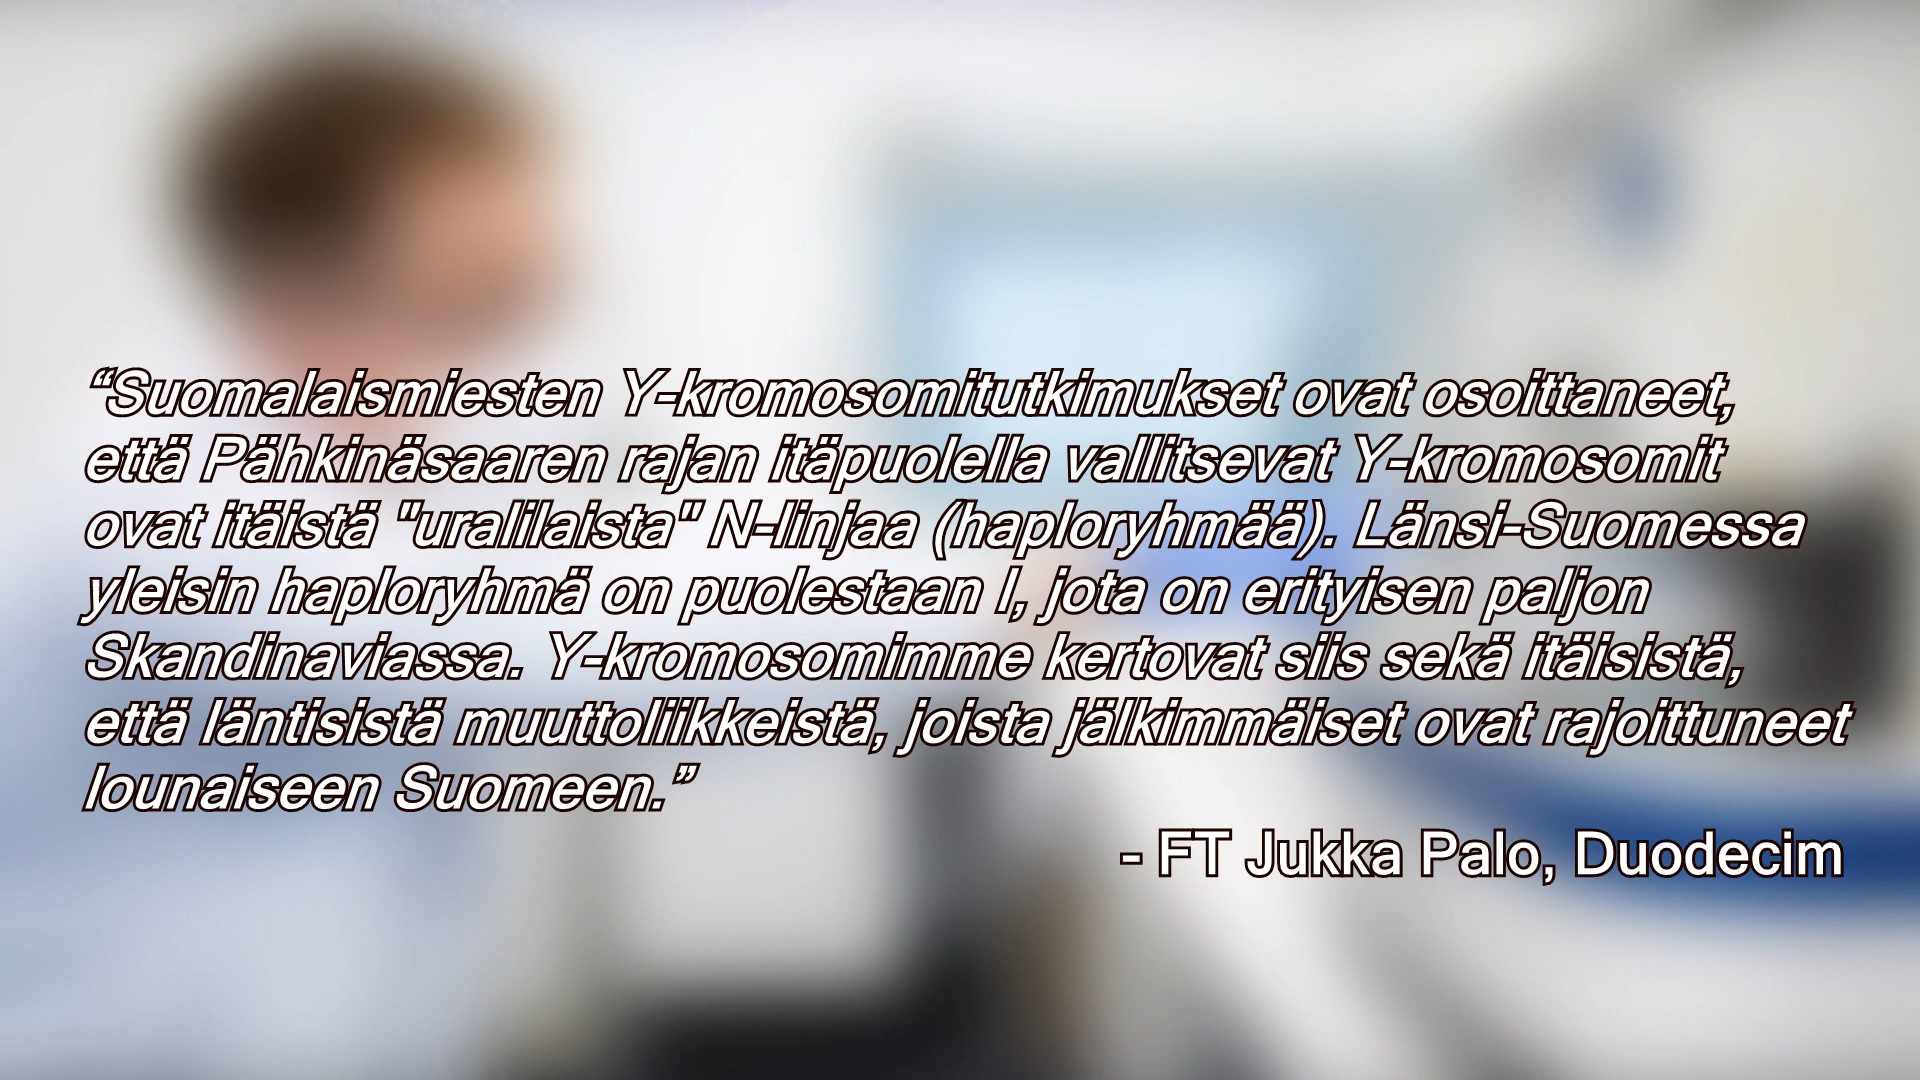 “Suomalaismiesten Y-kromosomitutkimukset ovat osoittaneet,
että Pähkinäsaaren rajan itäpuolella vallitsevat Y-kromosomit
ovat itäistä "uralilaista" N-linjaa (haploryhmää). Länsi-Suomessa
yleisin haploryhmä on puolestaan I, jota on erityisen paljon
Skandinaviassa. Y-kromosomimme kertovat siis sekä itäisistä,
että läntisistä muuttoliikkeistä, joista jälkimmäiset ovat rajoittuneet
lounaiseen Suomeen.”
- FT Jukka Palo, Duodecim